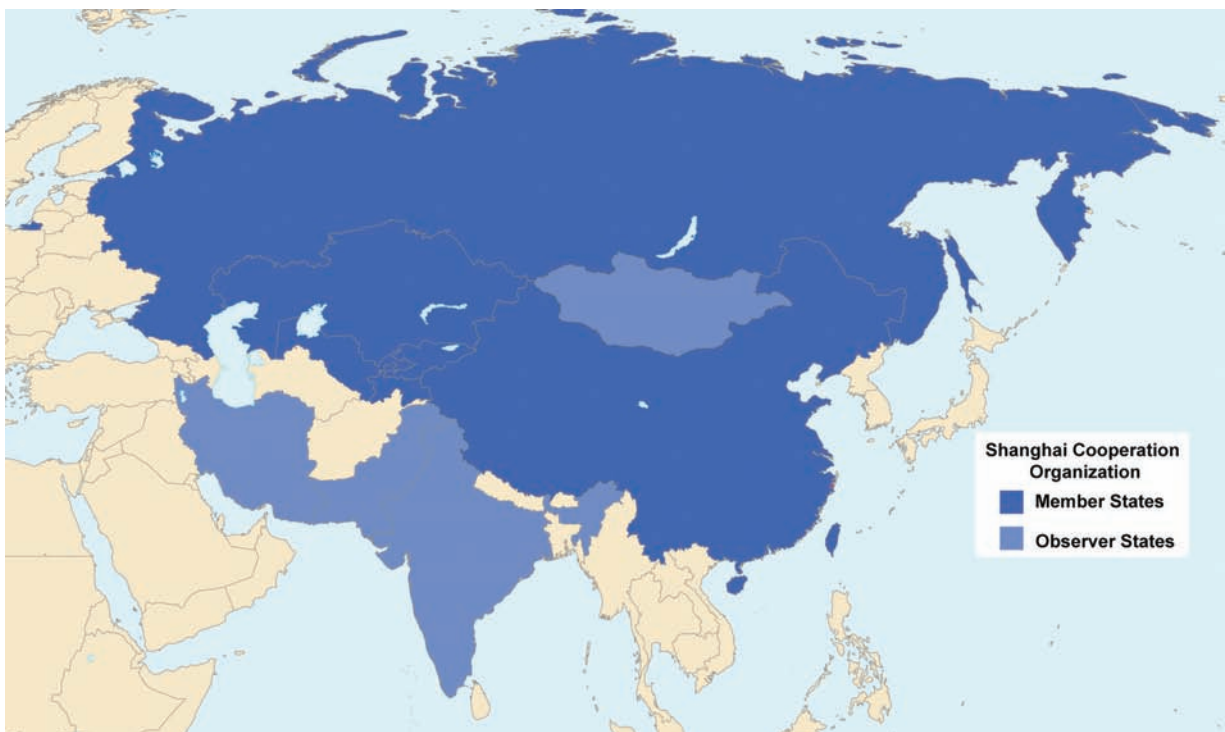 Shanghai Cooperation
Organization
Member States
Observer States